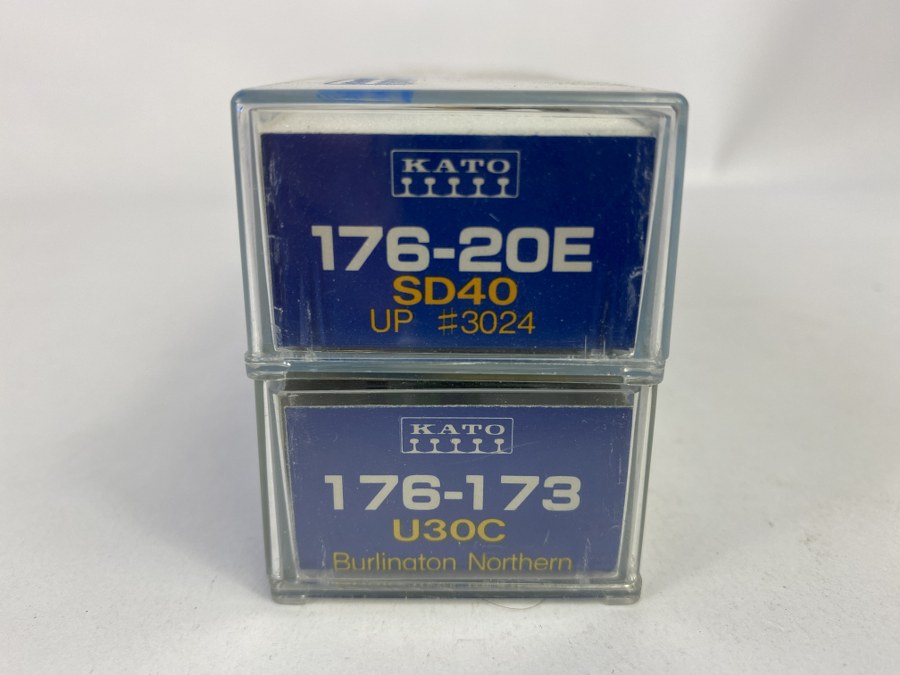 KATO
176-20E
SD40
UP #3024
KATO
176-173
U30C
Burlington Northern